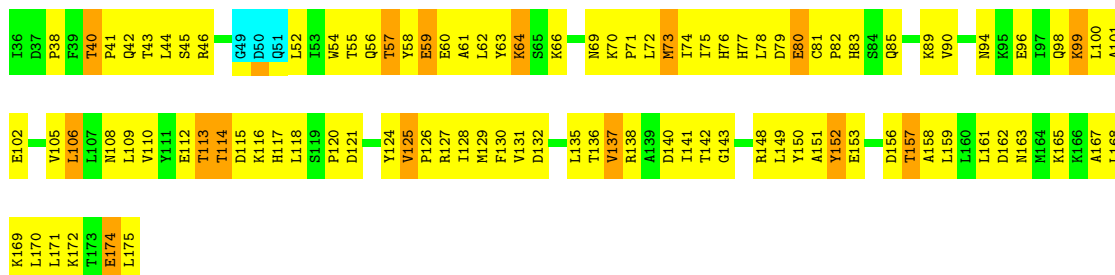 I36 D37 P38 F39 T40 P41 Q42 T43 L44 S45 R46 G49 D50 Q51 L52 I53 W54 T55 Q56 T57 Y58 E59 E60 A61 L62 Y63 K64 S65 K66 N69 K70 P71 L72 M73 I74 I75 H76 H77 L78 D79 E80 C81 P82 H83 S84 Q85 K89 V90 N94 K95 E96 I97 Q98 K99 L100 A101
E102 V105 L106 L107 N108 L109 V110 Y111 E112 T113 T114 D115 K116 H117 L118 S119 P120 D121 Y124 V125 P126 R127 I128 M129 F130 V131 D132 L135 T136 V137 R138 A139 D140 I141 T142 G143 R148 L149 Y150 A151 Y152 E153 D156 T157 A158 L159 L160 L161 D162 N163 M164 K165 K166 A167 L168
K169 L170 L171 K172 T173 E174 L175